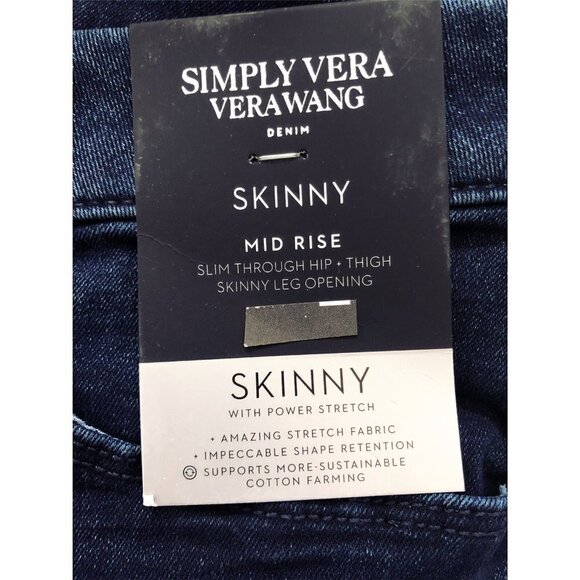 SIMPLY VERA
VERA WANG
DENIM
SKINNY
MID RISE
SLIM THROUGH HIP + THIGH
SKINNY LEG OPENING
SKINNY
WITH POWER STRETCH
+ AMAZING STRETCH FABRIC
+ IMPECCABLE SHAPE RETENTION
SUPPORTS MORE-SUSTAINABLE
COTTON FARMING